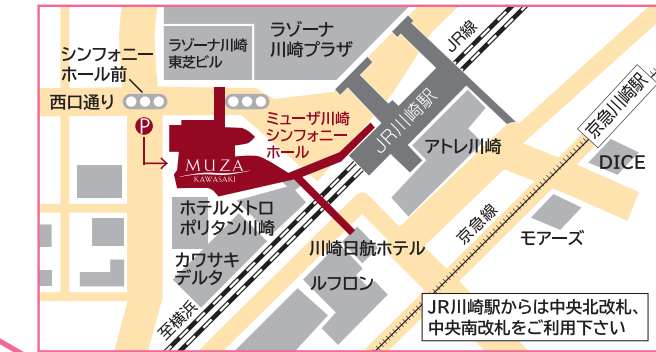 ラゾーナ
川崎プラザ
ラゾーナ川崎
東芝ビル
シンフォニー
ホール前
西口通り
P
ミューザ川崎
シンフォニー
ホール
MUZA
KAWASAKI
JR線
JR川崎駅
アトレ川崎
京急川崎駅
DICE
京急線
モアーズ
ホテルメトロ
ポリタン川崎
カワサキ
デルタ
川崎日航ホテル
ルフロン
至横浜
JR川崎駅からは中央北改札、
中央南改札をご利用下さい